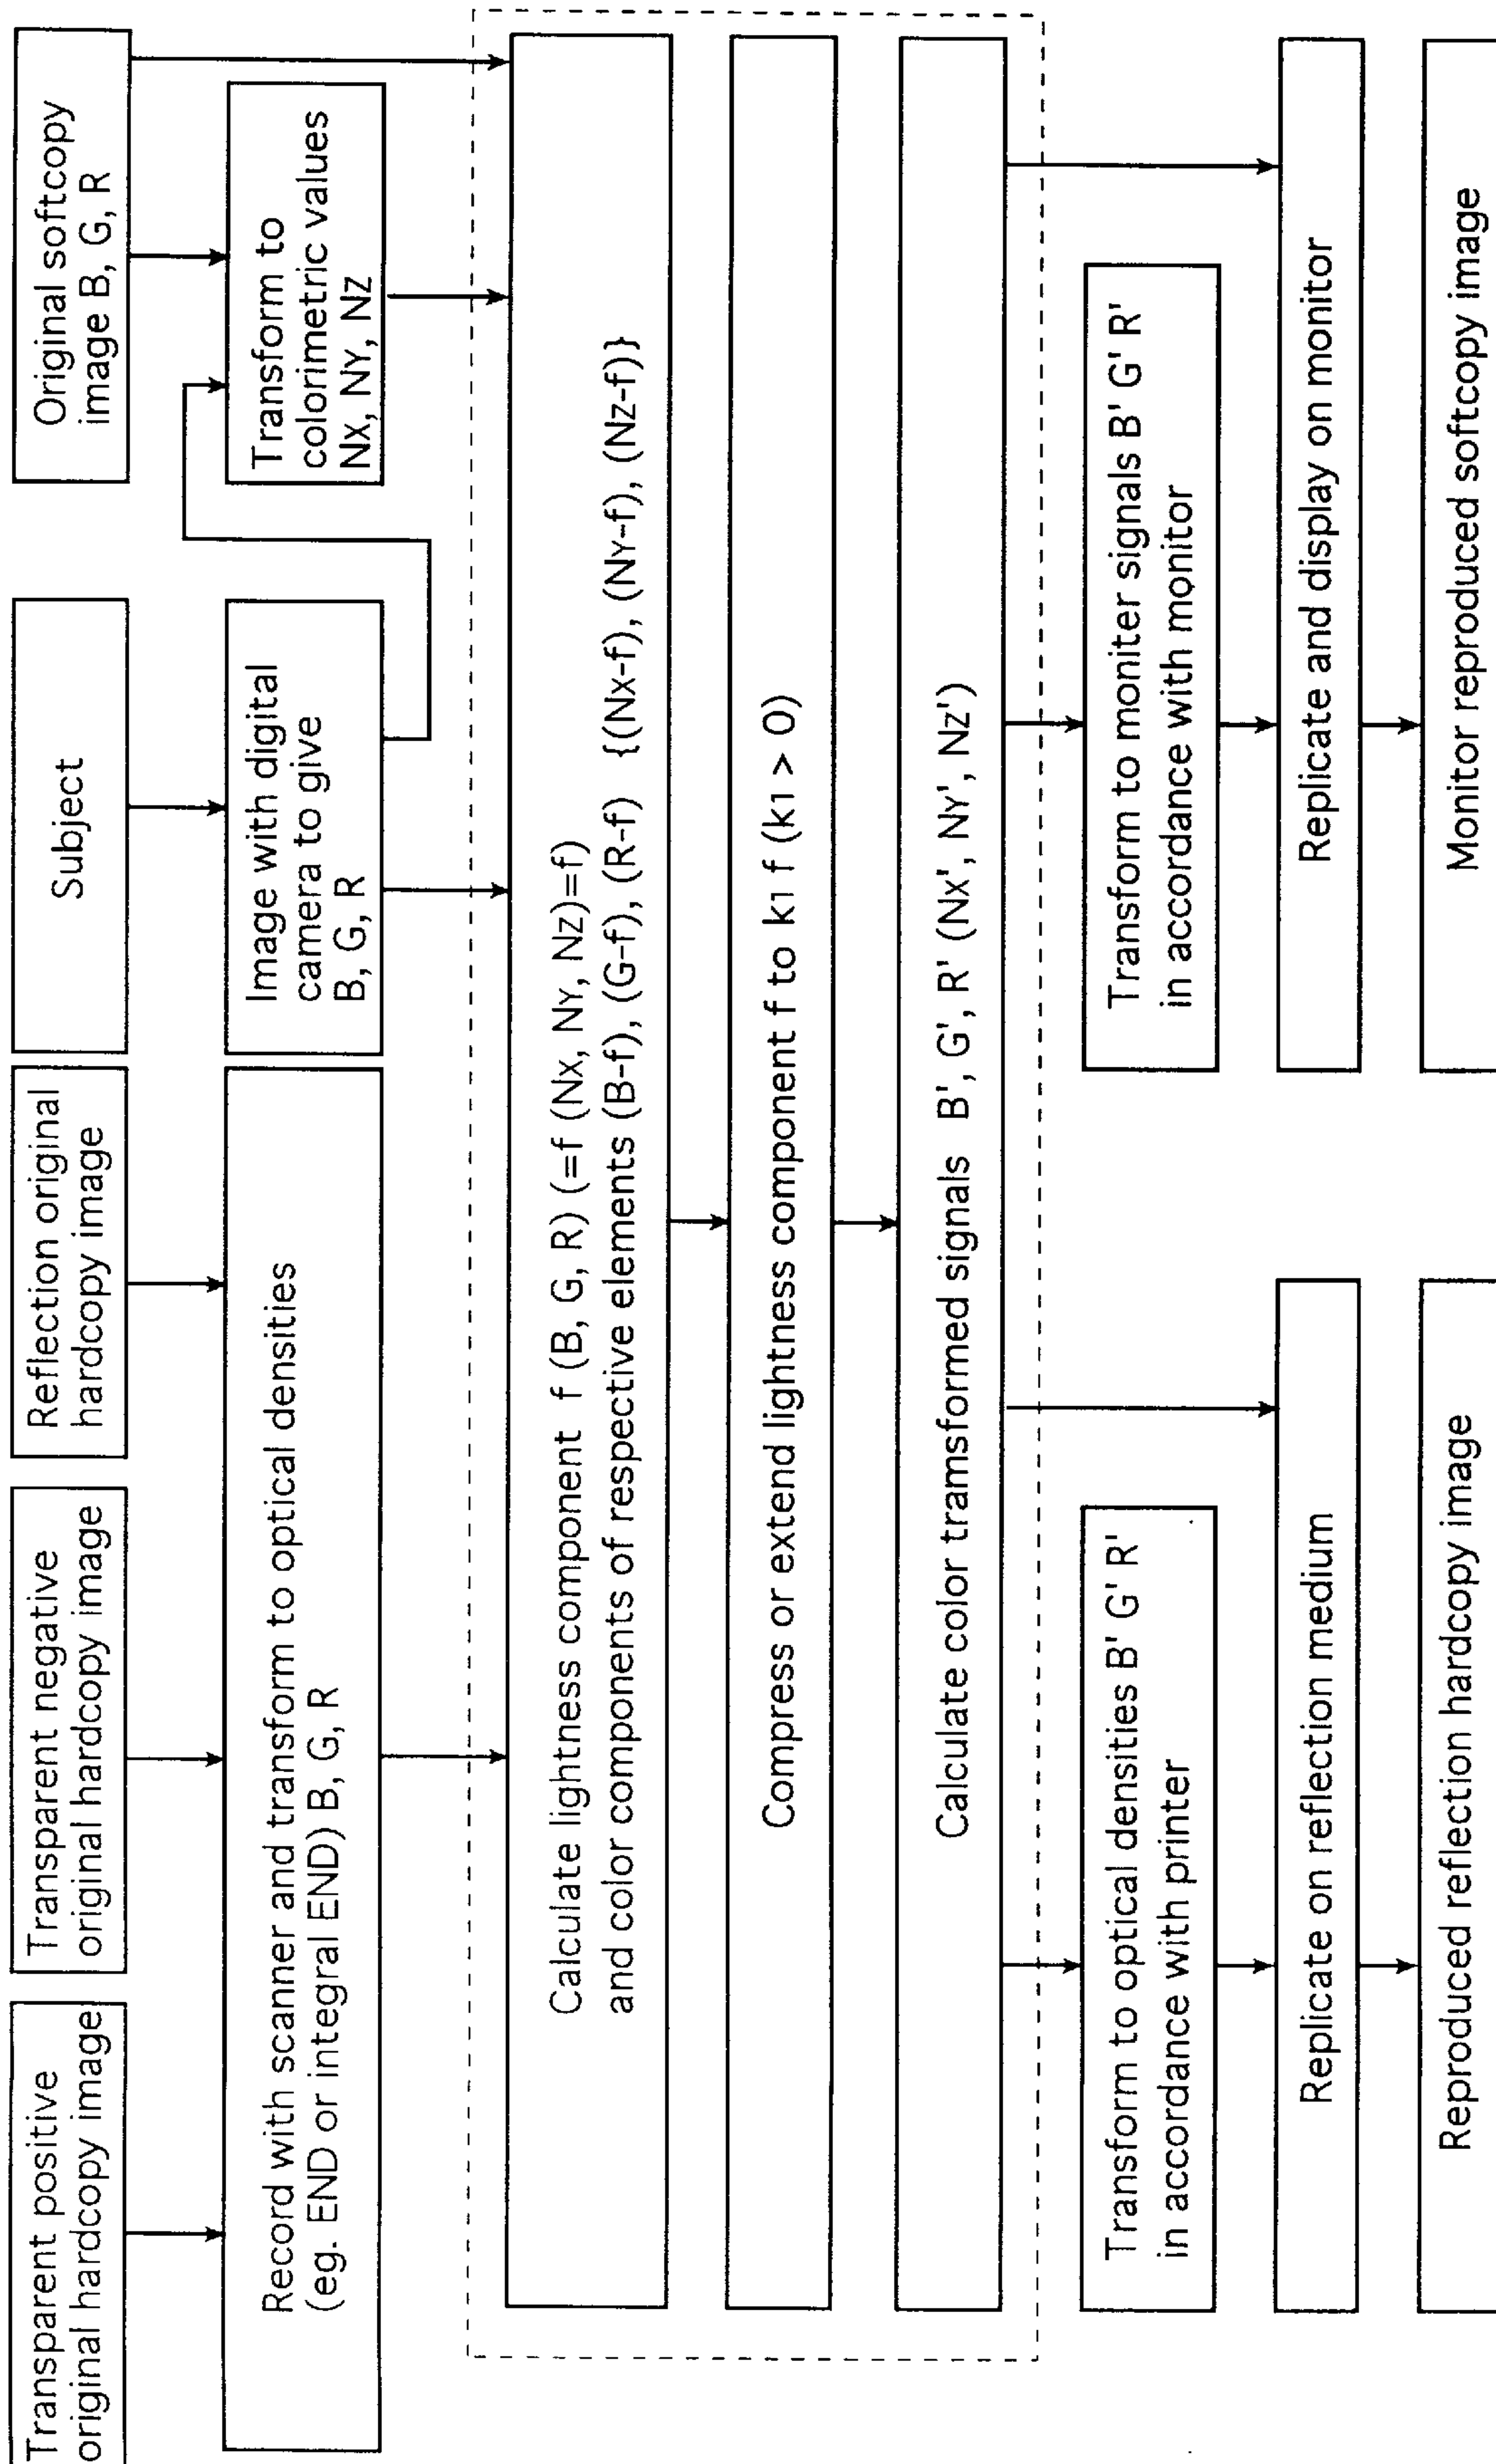 Transparent positive
original hardcopy image
Transparent negative
original hardcopy image
Reflection original
hardcopy image
Subject
Original softcopy
image B, G, R
Record with scanner and transform to optical densities
(eg. END or integral END) B, G, R
Image with digital
camera to give
B, G, R
Transform to
colorimetric values
Nx, NY, Nz
Calculate lightness component f (B, G, R) (=f (Nx, NY, Nz)=f)
and color components of respective elements (B-f), (G-f), (R-f) {(Nx-f), (NY-f), (Nz-f)}
Compress or extend lightness component f to k1 f (k1 > 0)
Calculate color tramsformed signals B', G', R' (Nx', NY', Nz')
Transform to optical densities B' G' R'
in accordance with printer
Transform to moniter signals B' G' R'
in accordance with monitor
Replicate on reflection medium
Replicate and display on monitor
Reproduced reflection hardcopy image
Monitor reproduced softcopy image